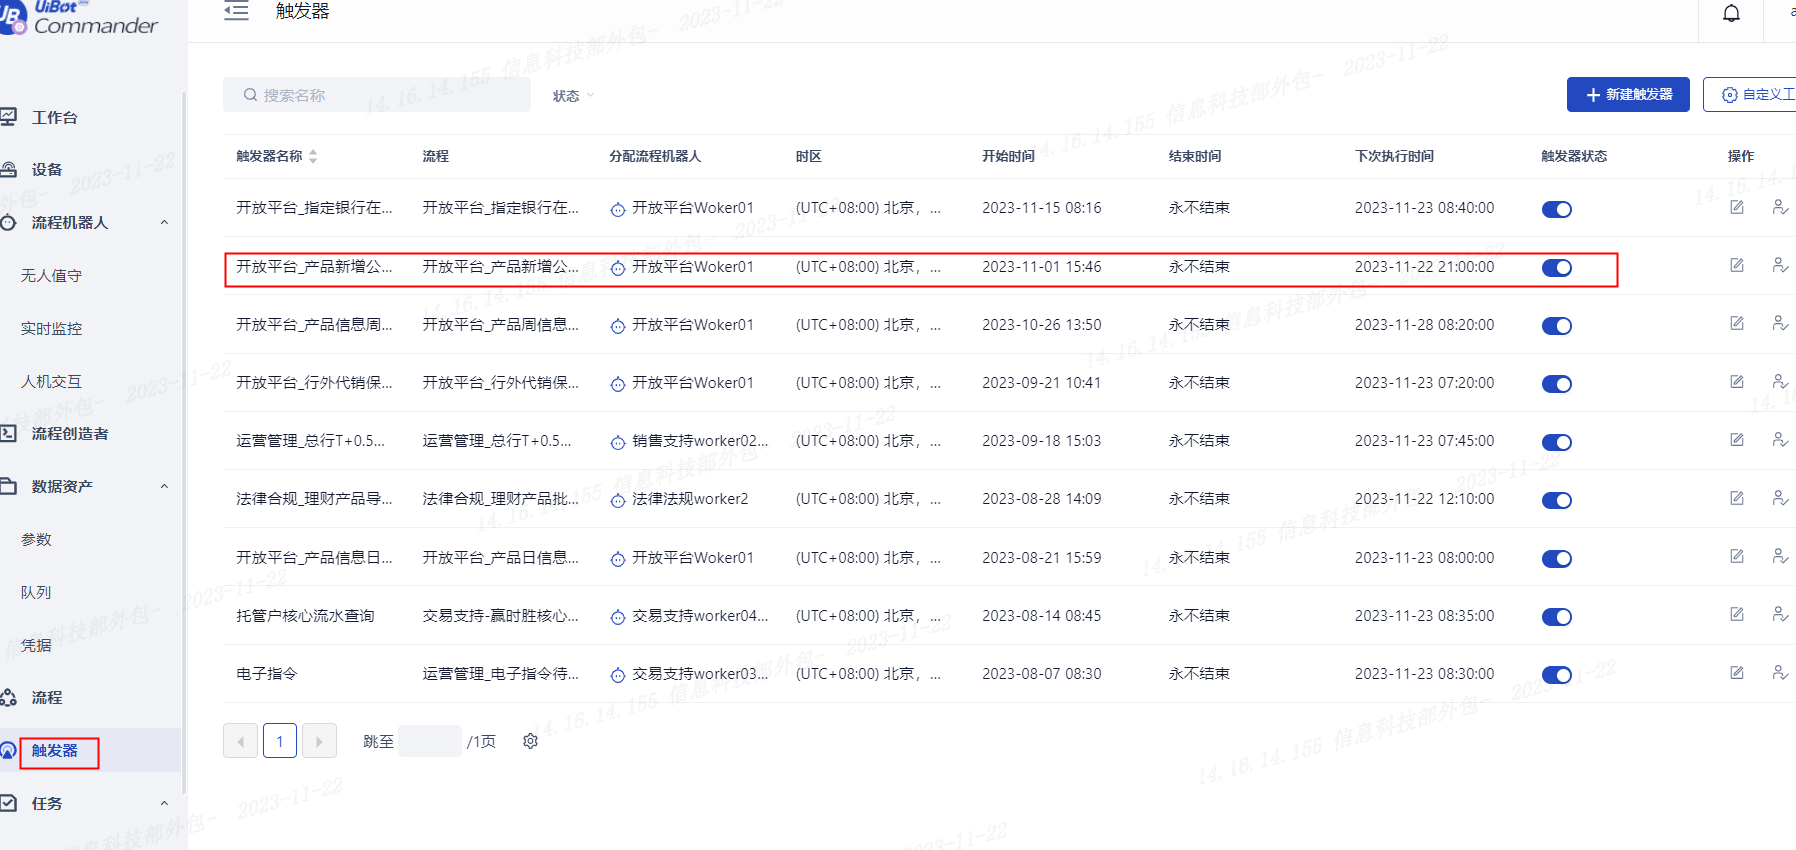 UiBot
Commander
触发器
工作台
设备
流程机器人
无人值守
实时监控
人机交互
流程创造者
数据资产
参数
队列
凭据
流程
触发器
任务
搜索名称
状态
新建触发器
自定义工
触发器名称 流程 分配流程机器人 时区 开始时间 结束时间 下次执行时间 触发器状态 操作
开放平台_指定银行在... 开放平台_指定银行在... 开放平台Woker01 (UTC+08:00) 北京，... 2023-11-15 08:16 永不结束 2023-11-23 08:40:00
开放平台_产品新增公... 开放平台_产品新增公... 开放平台Woker01 (UTC+08:00) 北京，... 2023-11-01 15:46 永不结束 2023-11-22 21:00:00
开放平台_产品信息周... 开放平台_产品周信息... 开放平台Woker01 (UTC+08:00) 北京，... 2023-10-26 13:50 永不结束 2023-11-28 08:20:00
开放平台_行外代销保... 开放平台_行外代销保... 开放平台Woker01 (UTC+08:00) 北京，... 2023-09-21 10:41 永不结束 2023-11-23 07:20:00
运营管理_总行T+0.5... 运营管理_总行T+0.5... 销售支持worker02... (UTC+08:00) 北京，... 2023-09-18 15:03 永不结束 2023-11-23 07:45:00
法律合规_理财产品导... 法律合规_理财产品批... 法律法规worker2 (UTC+08:00) 北京，... 2023-08-28 14:09 永不结束 2023-11-22 12:10:00
开放平台_产品信息日... 开放平台_产品日信息... 开放平台Woker01 (UTC+08:00) 北京，... 2023-08-21 15:59 永不结束 2023-11-23 08:00:00
托管户核心流水查询 交易支持-赢时胜核心... 交易支持worker04... (UTC+08:00) 北京，... 2023-08-14 08:45 永不结束 2023-11-23 08:35:00
电子指令 运营管理_电子指令待... 交易支持worker03... (UTC+08:00) 北京，... 2023-08-07 08:30 永不结束 2023-11-23 08:30:00
1 跳至 /1页
14.16.14.155 信息科技部外包- 2023-11-22